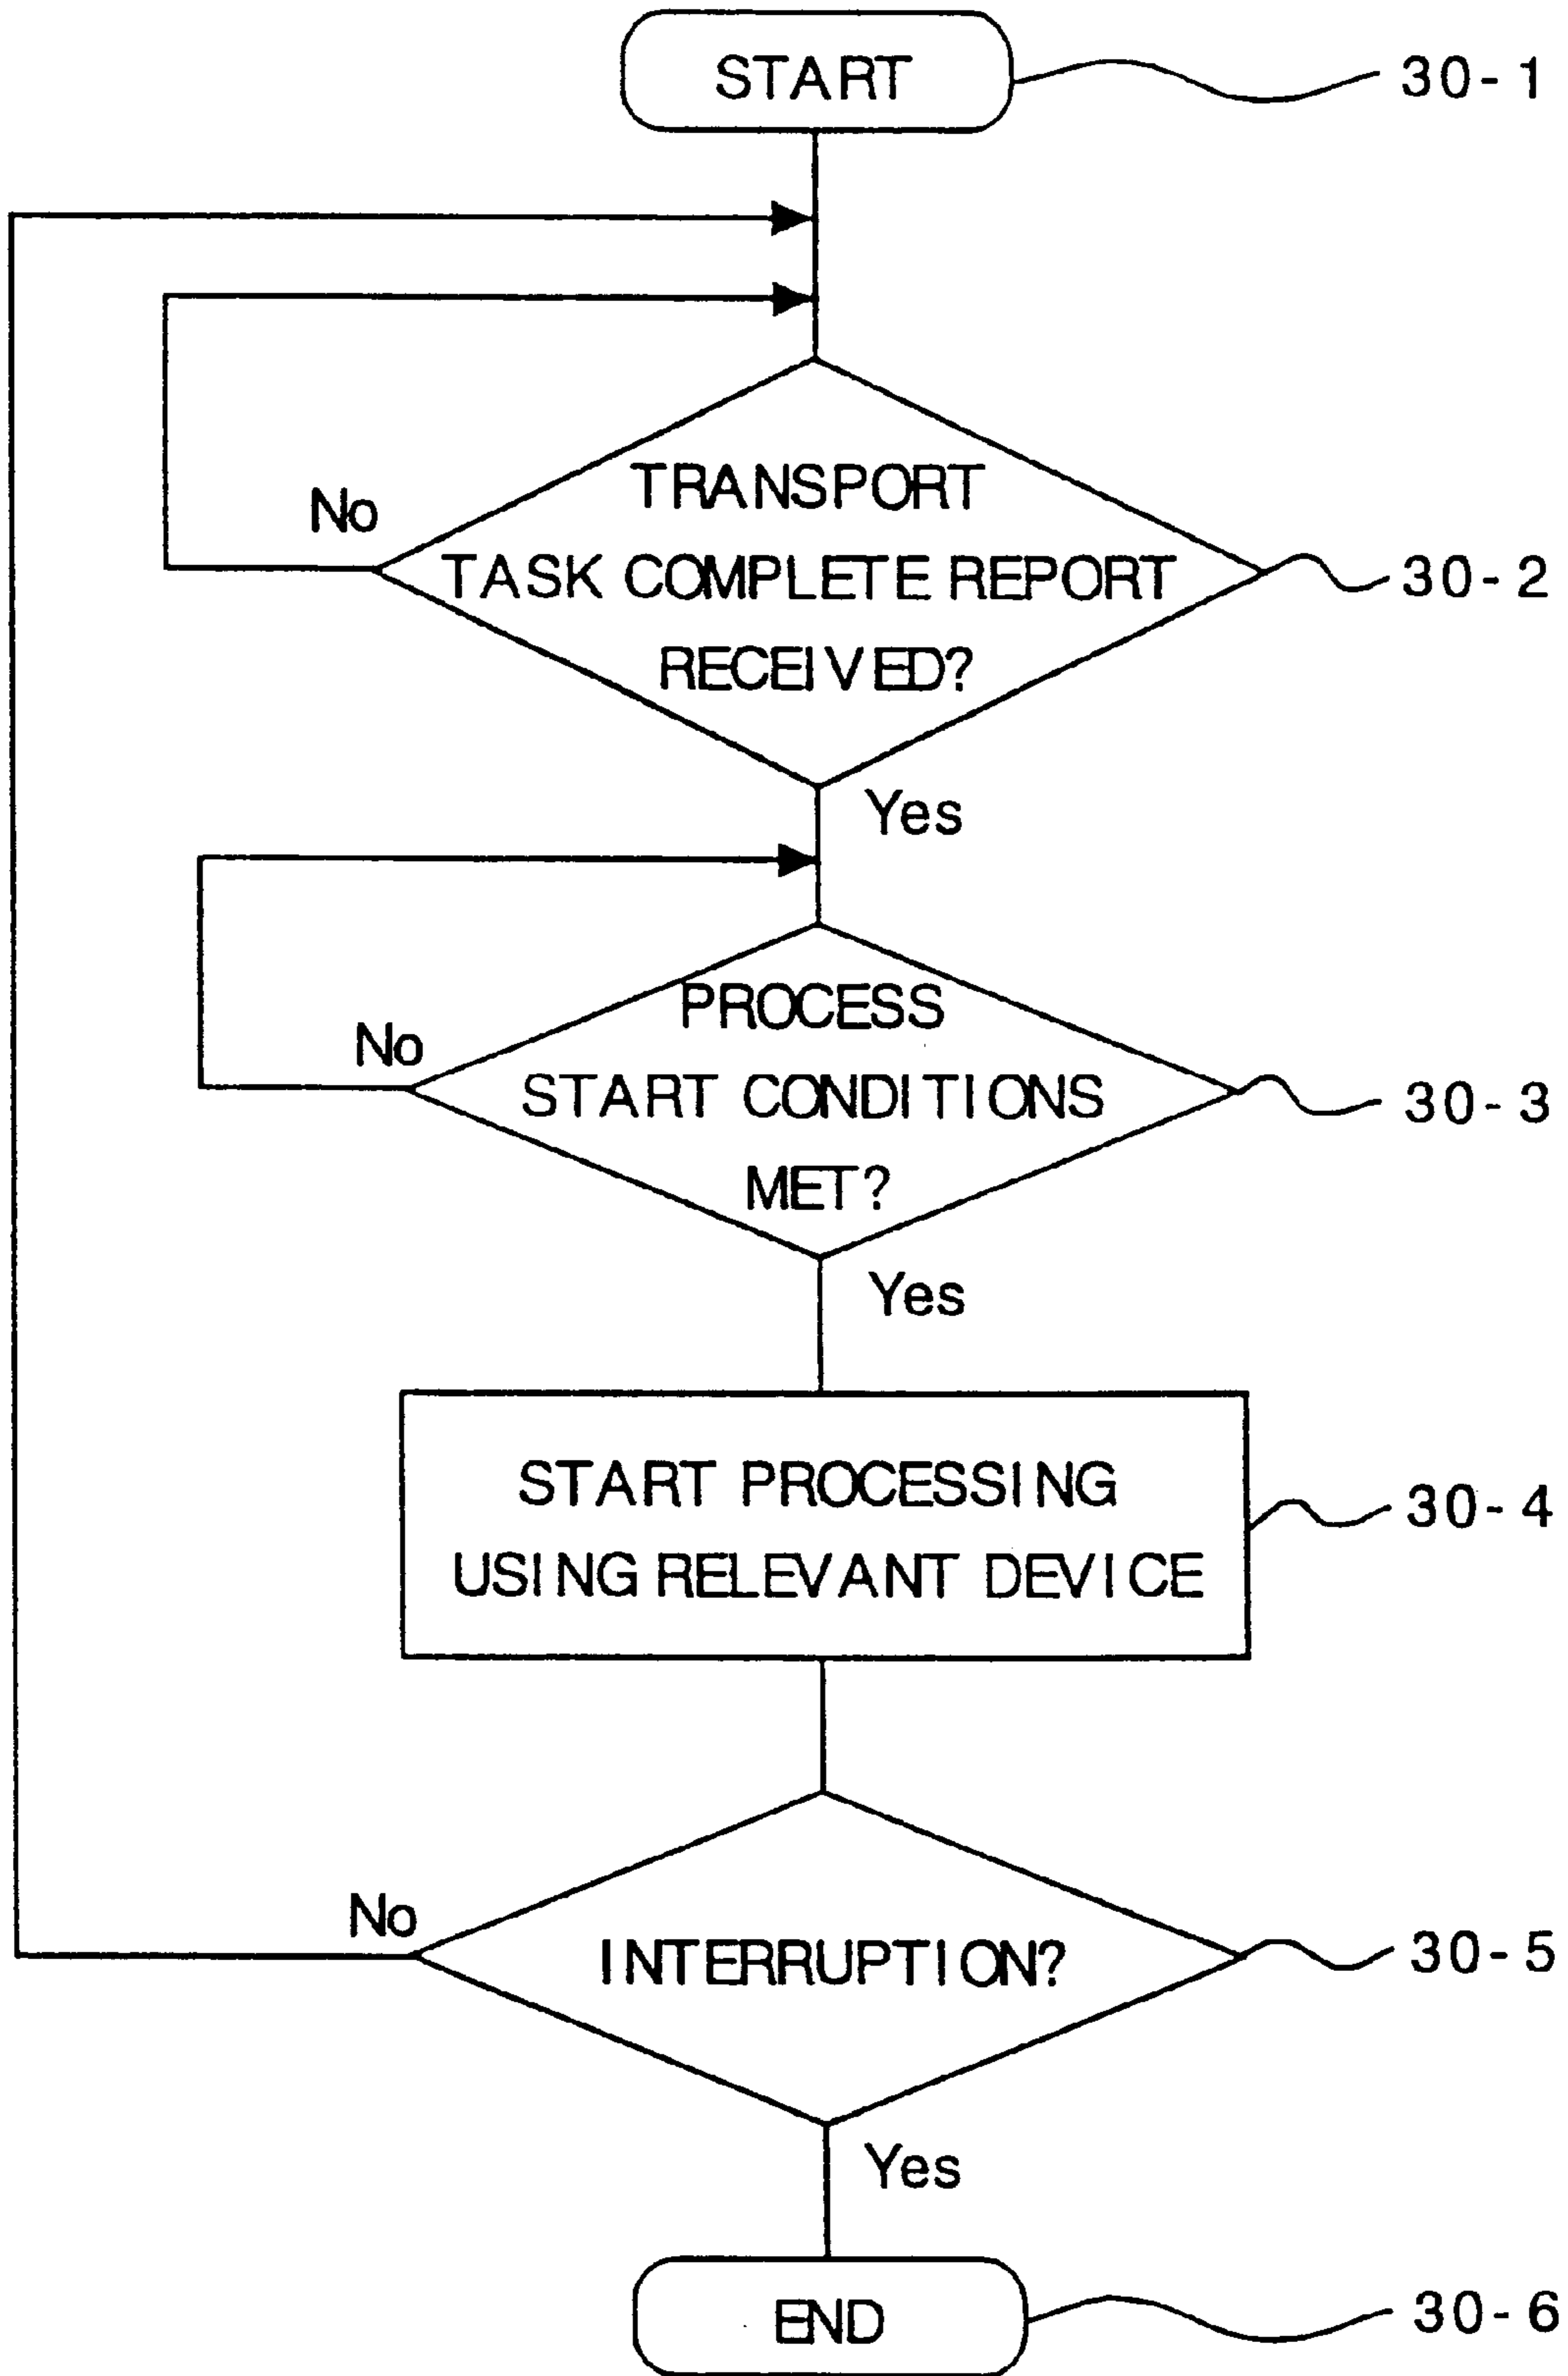 START
30-1
No
TRANSPORT
TASK COMPLETE REPORT
RECEIVED?
30-2
Yes
No
PROCESS
START CONDITIONS
MET?
30-3
Yes
START PROCESSING
USING RELEVANT DEVICE
30-4
No
INTERRUPTION?
30-5
Yes
END
30-6